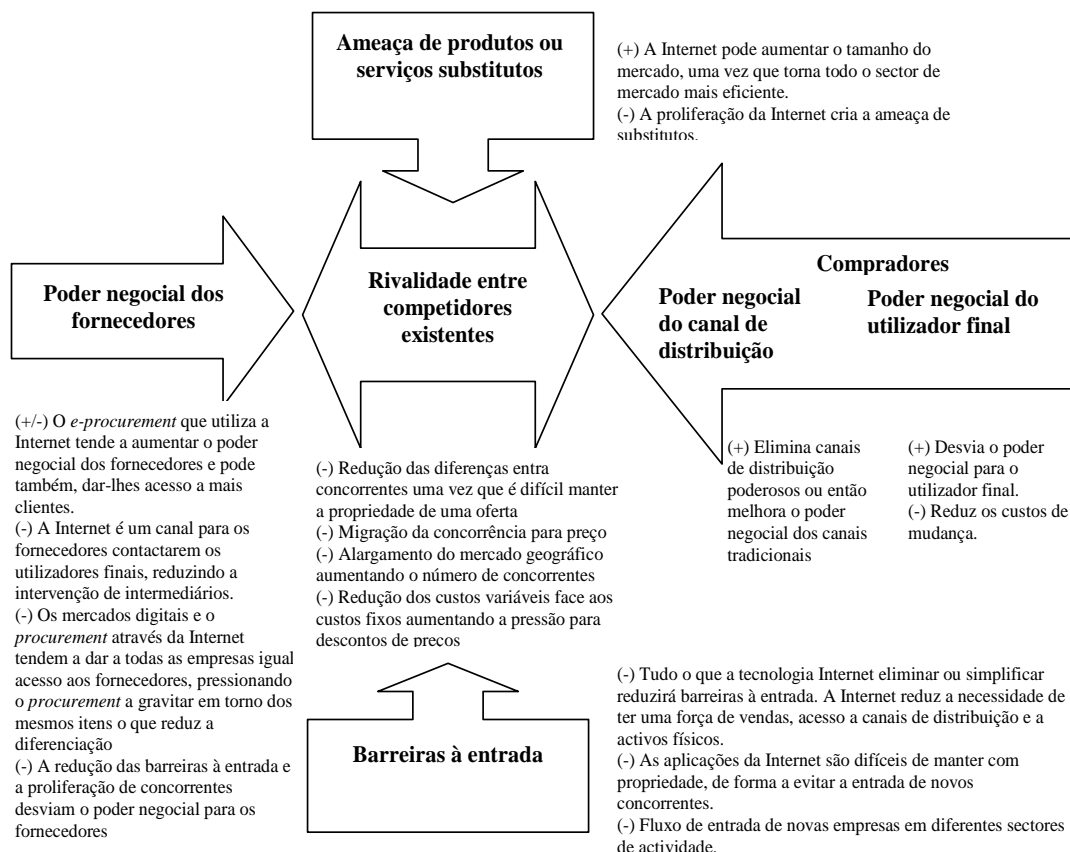 Ameaça de produtos ou
serviços substitutos
(+) A Internet pode aumentar o tamanho do
mercado, uma vez que torna todo o sector de
mercado mais eficiente.
(-) A proliferação da Internet cria a ameaça de
substitutos.
Poder negocial dos
fornecedores
Rivalidade entre
competidores
existentes
Compradores
Poder negocial
do canal de
distribuição
Poder negocial do
utilizador final
(+/-) O e-procurement que utiliza a
Internet tende a aumentar o poder
negocial dos fornecedores e pode
também, dar-lhes acesso a mais
clientes.
(-) A Internet é um canal para os
fornecedores contactarem os
utilizadores finais, reduzindo a
intervenção de intermediários.
(-) Os mercados digitais e o
procurement através da Internet
tendem a dar a todas as empresas igual
acesso aos fornecedores, pressionando
o procurement a gravitar em torno dos
mesmos itens o que reduz a
diferenciação
(-) A redução das barreiras à entrada e
a proliferação de concorrentes
desviam o poder negocial para os
fornecedores
(-) Redução das diferenças entra
concorrentes uma vez que é difícil manter
a propriedade de uma oferta
(-) Migração da concorrência para preço
(-) Alargamento do mercado geográfico
aumentando o número de concorrentes
(-) Redução dos custos variáveis face aos
custos fixos aumentando a pressão para
descontos de preços
(+) Elimina canais
de distribuição
poderosos ou então
melhora o poder
negocial dos canais
tradicionais
(+) Desvia o poder
negocial para o
utilizador final.
(-) Reduz os custos de
mudança.
Barreiras à entrada
(-) Tudo o que a tecnologia Internet eliminar ou simplificar
reduzirá barreiras à entrada. A Internet reduz a necessidade de
ter uma força de vendas, acesso a canais de distribuição e a
activos físicos.
(-) As aplicações da Internet são difíceis de manter com
propriedade, de forma a evitar a entrada de novos
concorrentes.
(-) Fluxo de entrada de novas empresas em diferentes sectores
de actividade.